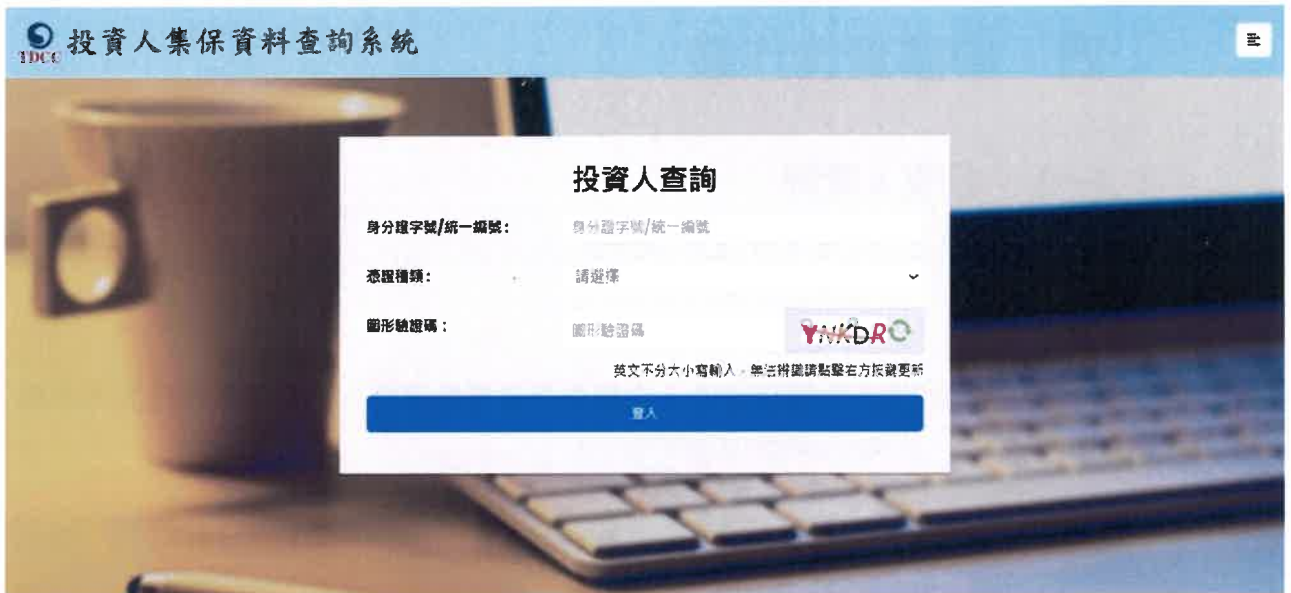 TDCC 投資人集保資料查詢系統
投資人查詢
身分證字號/統一編號： 身分證字號/統一編號
憑證種類： 請選擇
圖形驗證碼： 圖形驗證碼 YNKDR
英文不分大小寫輸入，無法辨識請點擊右方按鍵更新
登入